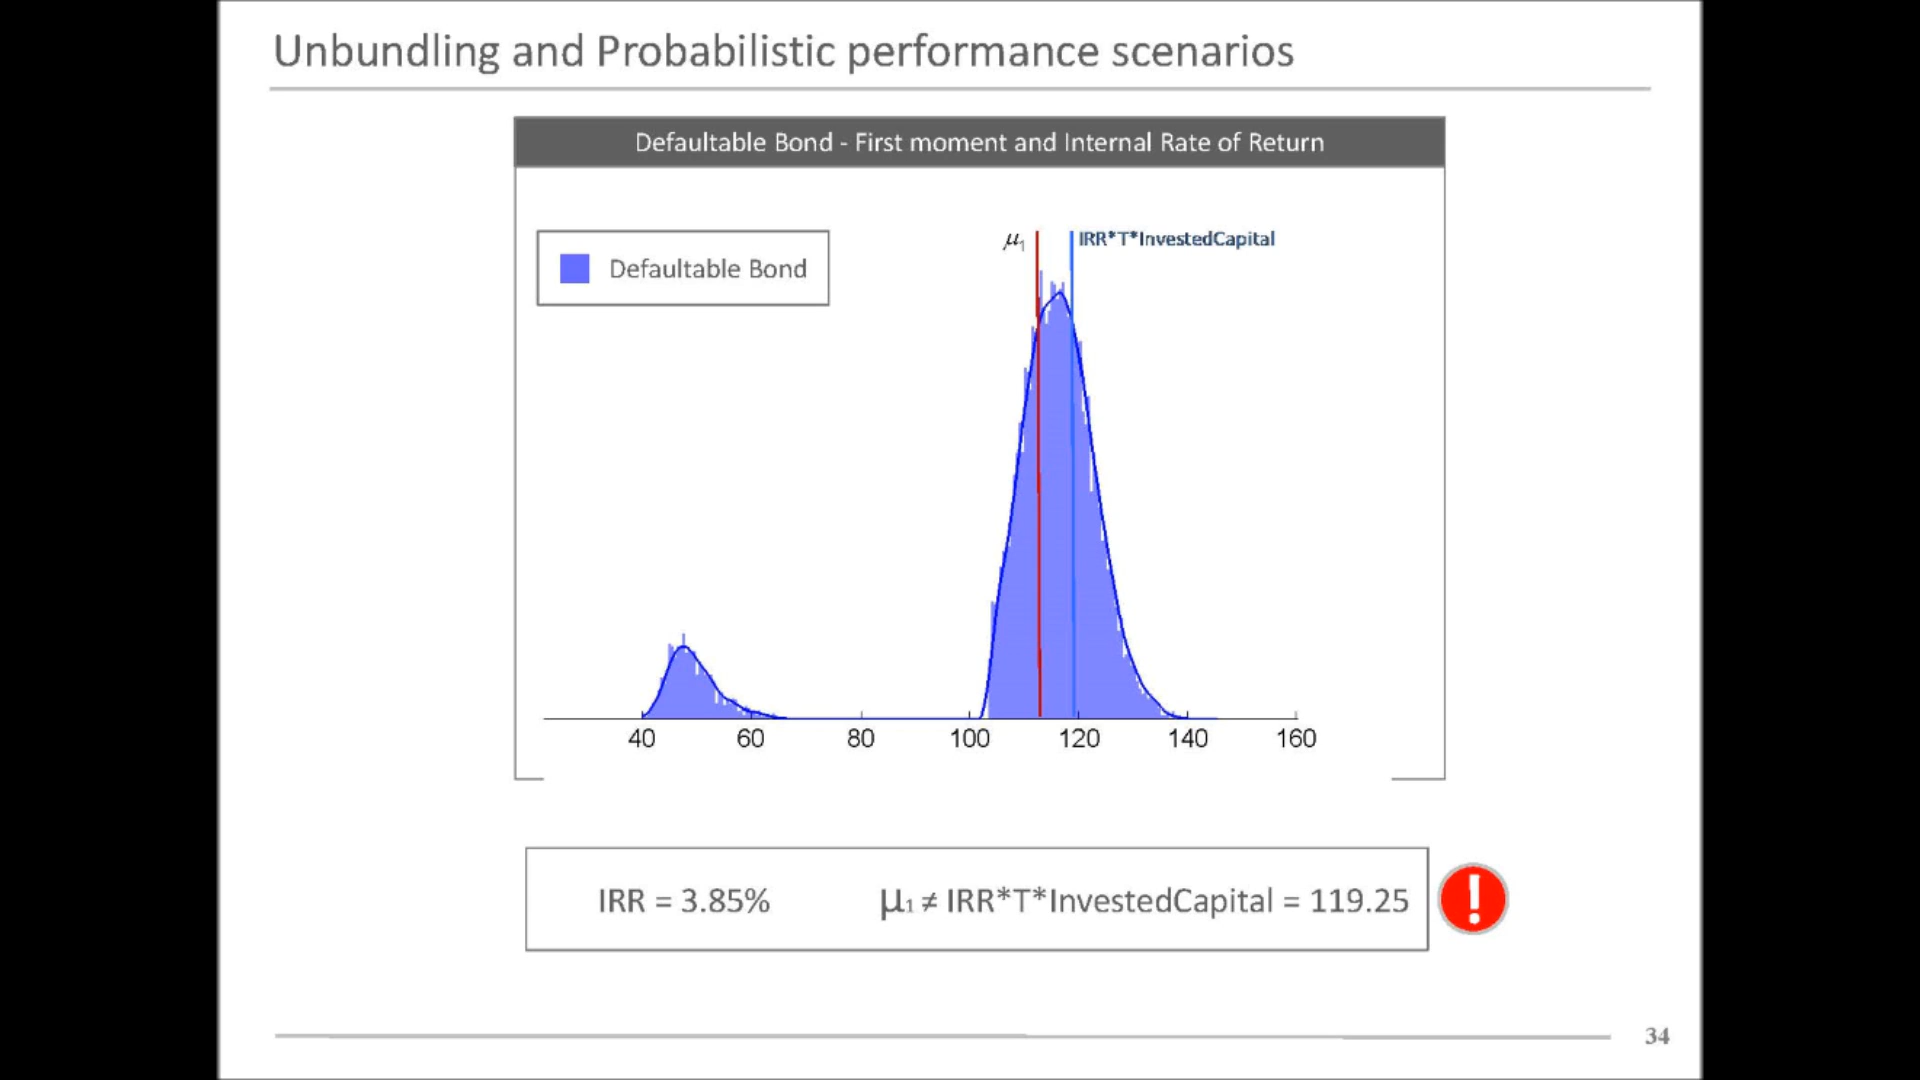 Unbundling and Probabilistic performance scenarios
Defaultable Bond - First moment and Internal Rate of Return
μ1 IRR*T*InvestedCapital
Defaultable Bond
40 60 80 100 120 140 160
IRR = 3.85% μ1 ≠ IRR*T*InvestedCapital = 119.25 !
34